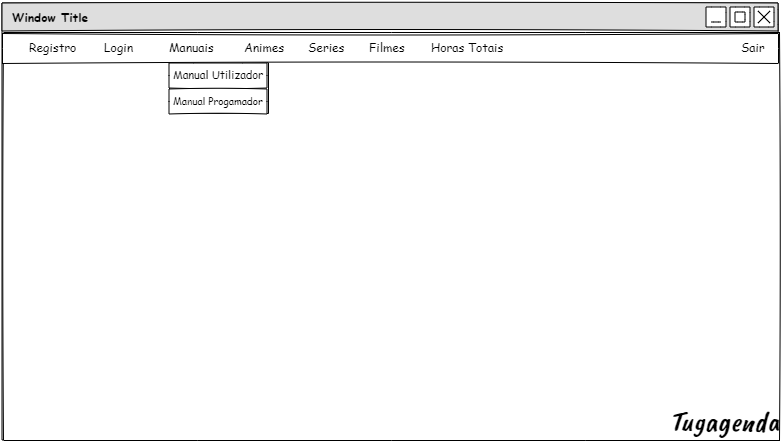 Window Title
Registro Login Manuais Animes Series Filmes Horas Totais Sair
Manual Utilizador
Manual Progamador
Tugagenda